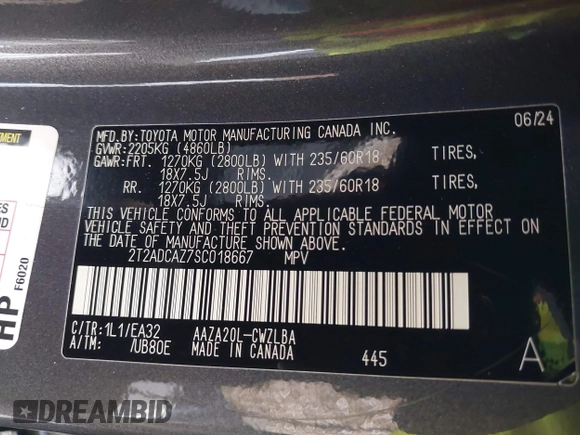 MFD.BY:TOYOTA MOTOR MANUFACTURING CANADA INC. 06/24
GVWR:2205KG (4860LB)
GAWR:FRT. 1270KG (2800LB) WITH 235/60R18 TIRES,
18X7.5J RIMS.
RR. 1270KG (2800LB) WITH 235/60R18 TIRES,
18X7.5J RIMS.
THIS VEHICLE CONFORMS TO ALL APPLICABLE FEDERAL MOTOR
VEHICLE SAFETY AND THEFT PREVENTION STANDARDS IN EFFECT ON
THE DATE OF MANUFACTURE SHOWN ABOVE.
2T2ADCAZ7SC018667 MPV
C/TR:1L1/EA32 AAZA20L-CWZLBA
A/TM: /UB80E MADE IN CANADA 445 A
HP
F6020
DREAMBID